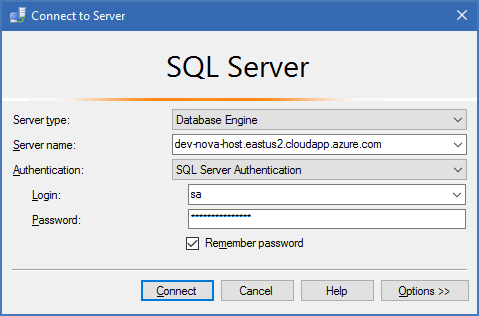 Connect to Server
SQL Server
Server type: Database Engine
Server name: dev-nova-host.eastus2.cloudapp.azure.com
Authentication: SQL Server Authentication
Login: sa
Password: ***************
Remember password
Connect Cancel Help Options >>